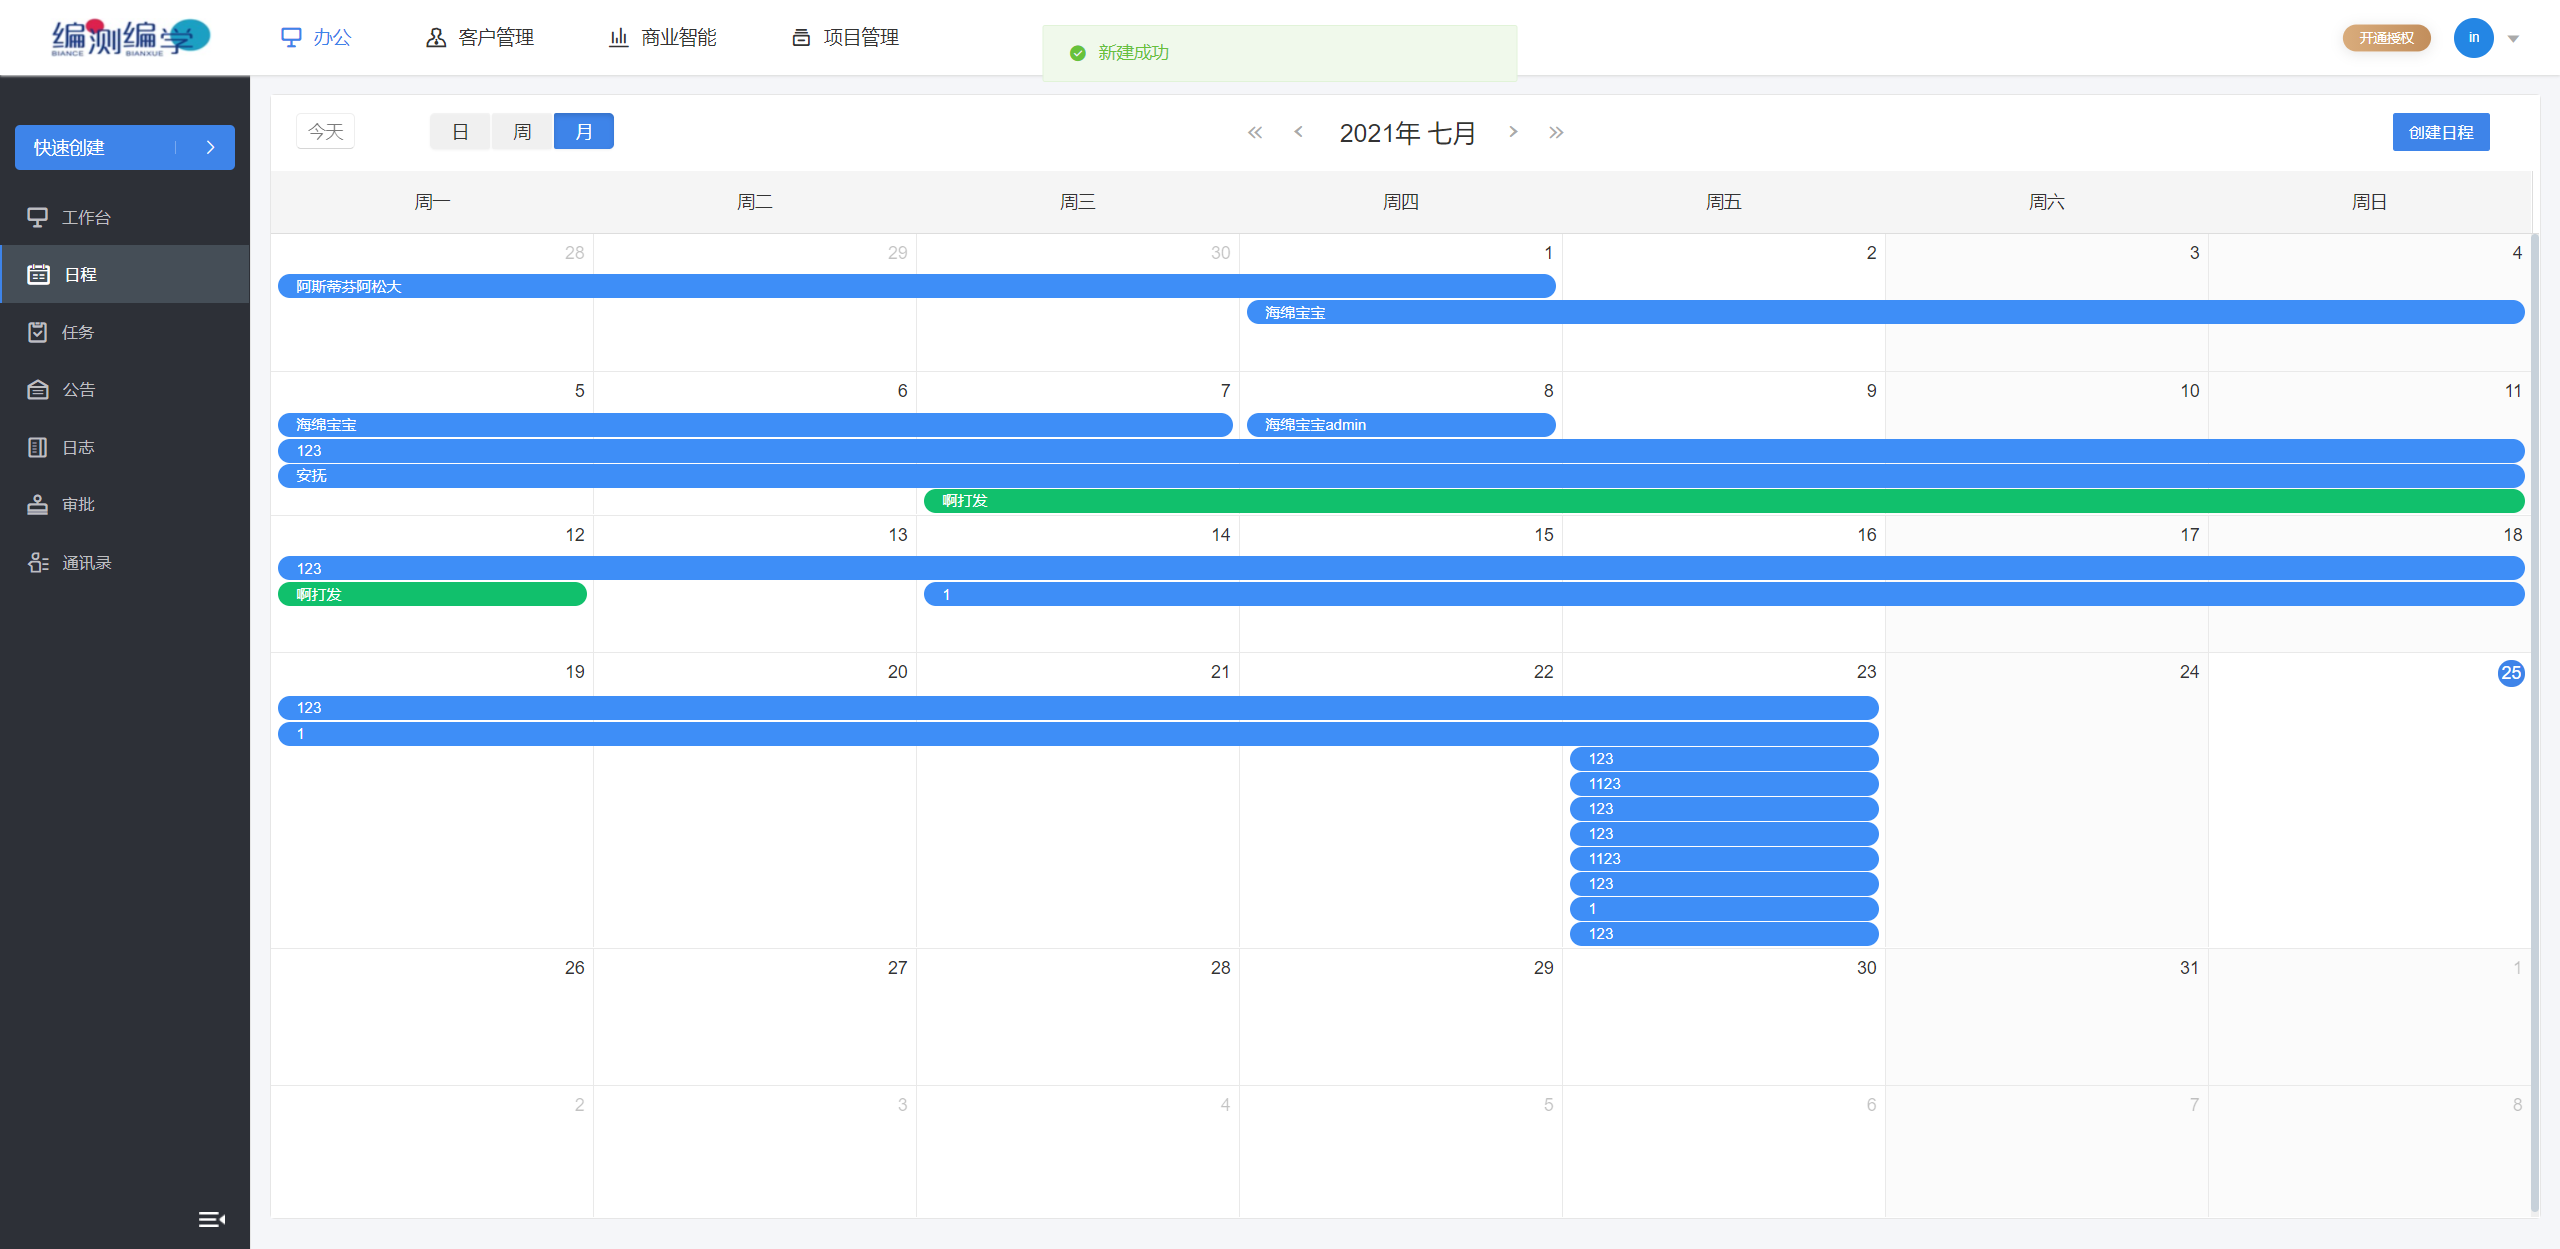 编测编学
BIANCE BIANXUE
办公 客户管理 商业智能 项目管理
新建成功
开通授权 in
快速创建
工作台
日程
任务
公告
日志
审批
通讯录
今天 日 周 月 2021年 七月 创建日程
周一 周二 周三 周四 周五 周六 周日
28 29 30 1 2 3 4
阿斯蒂芬阿松大
海绵宝宝
5 6 7 8 9 10 11
海绵宝宝 海绵宝宝admin
123
安抚
啊打发
12 13 14 15 16 17 18
123
啊打发 1
19 20 21 22 23 24 25
123
1
123
1123
123
123
1123
123
1
123
26 27 28 29 30 31 1
2 3 4 5 6 7 8